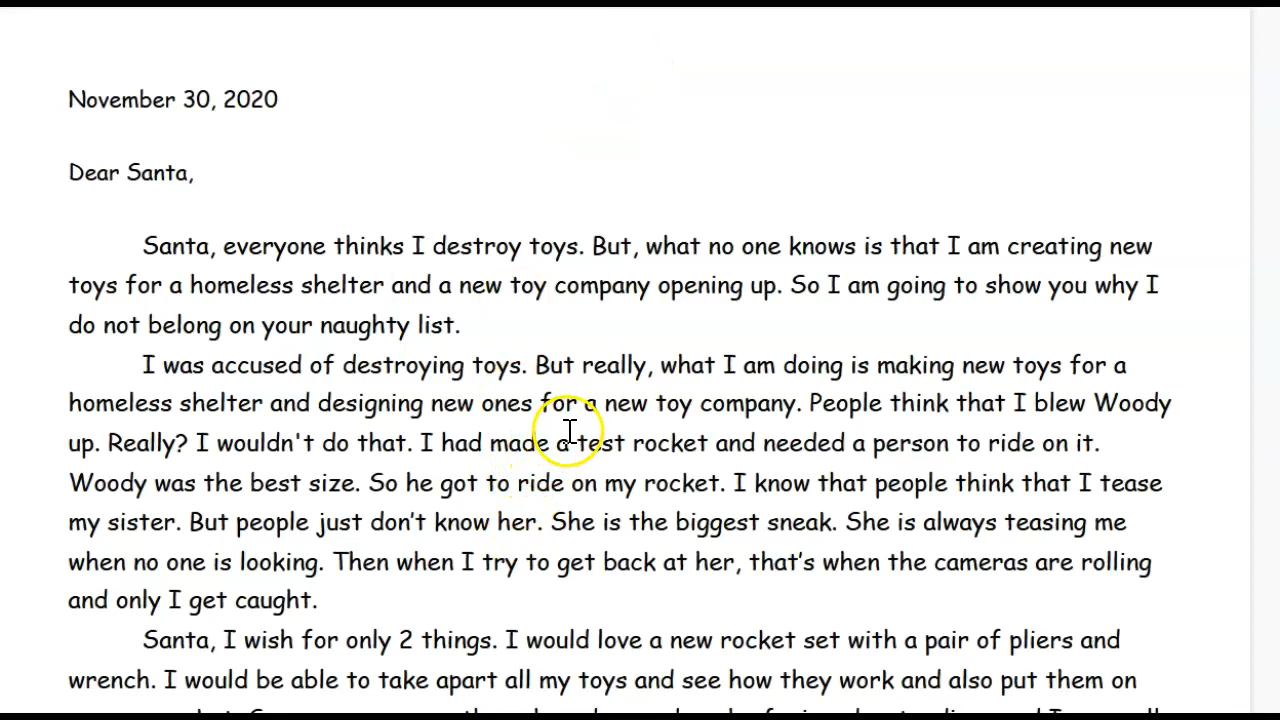 November 30, 2020
Dear Santa,
Santa, everyone thinks I destroy toys. But, what no one knows is that I am creating new
toys for a homeless shelter and a new toy company opening up. So I am going to show you why I
do not belong on your naughty list.
I was accused of destroying toys. But really, what I am doing is making new toys for a
homeless shelter and designing new ones for a new toy company. People think that I blew Woody
up. Really? I wouldn't do that. I had made a test rocket and needed a person to ride on it.
Woody was the best size. So he got to ride on my rocket. I know that people think that I tease
my sister. But people just don’t know her. She is the biggest sneak. She is always teasing me
when no one is looking. Then when I try to get back at her, that’s when the cameras are rolling
and only I get caught.
Santa, I wish for only 2 things. I would love a new rocket set with a pair of pliers and
wrench. I would be able to take apart all my toys and see how they work and also put them on